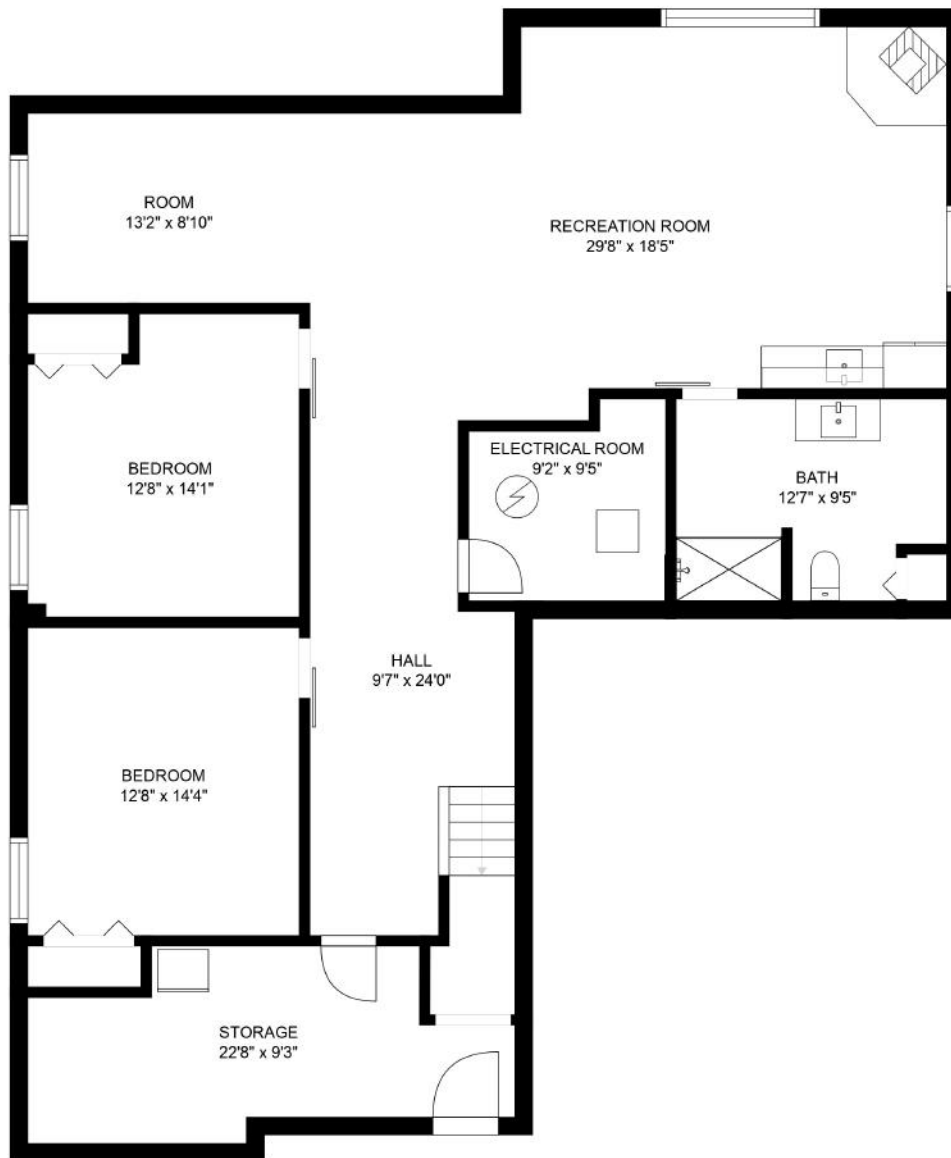 ROOM
13'2" x 8'10"
RECREATION ROOM
29'8" x 18'5"
BEDROOM
12'8" x 14'1"
ELECTRICAL ROOM
9'2" x 9'5"
BATH
12'7" x 9'5"
HALL
9'7" x 24'0"
BEDROOM
12'8" x 14'4"
STORAGE
22'8" x 9'3"